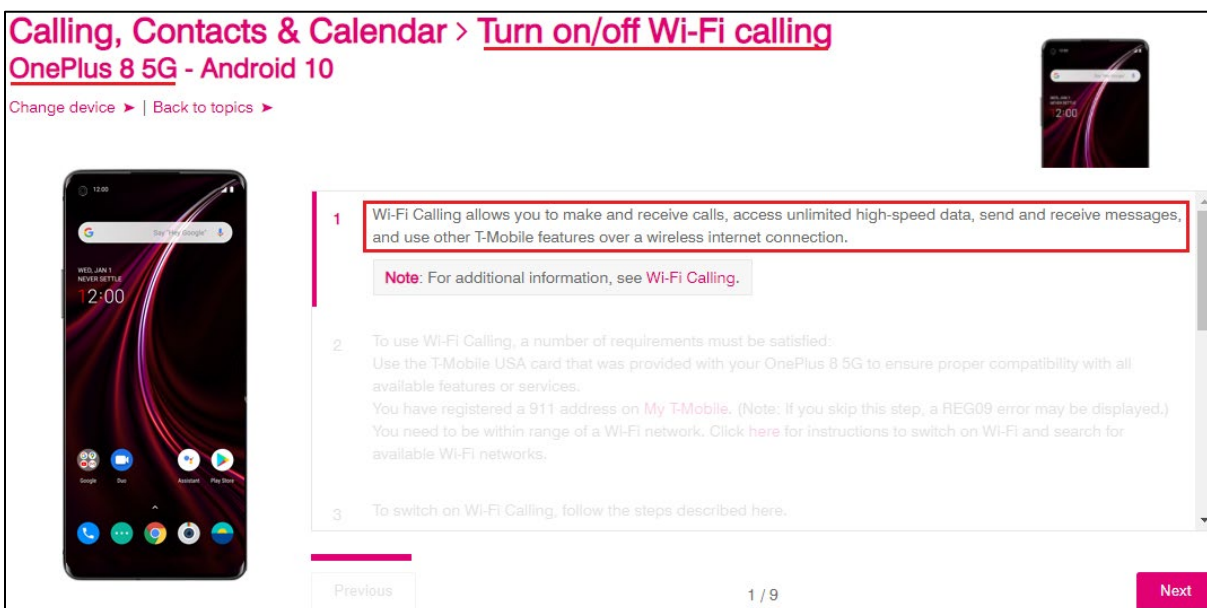 Calling, Contacts & Calendar > Turn on/off Wi-Fi calling
OnePlus 8 5G - Android 10
Change device ➤ | Back to topics ➤
12:00
Say "Hey Google"
WED, JAN 1
NEVER SETTLE
12:00
Google Duo Assistant Play Store
1 Wi-Fi Calling allows you to make and receive calls, access unlimited high-speed data, send and receive messages,
and use other T-Mobile features over a wireless internet connection.
Note: For additional information, see Wi-Fi Calling.
2 To use Wi-Fi Calling, a number of requirements must be satisfied:
Use the T-Mobile USA card that was provided with your OnePlus 8 5G to ensure proper compatibility with all
available features or services.
You have registered a 911 address on My T-Mobile. (Note: If you skip this step, a REG09 error may be displayed.)
You need to be within range of a Wi-Fi network. Click here for instructions to switch on Wi-Fi and search for
available Wi-Fi networks.
3 To switch on Wi-Fi Calling, follow the steps described here.
Previous
1 / 9
Next